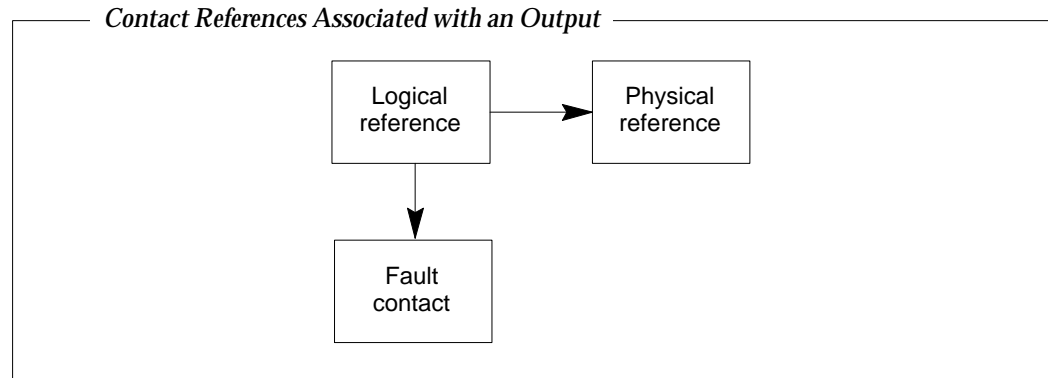 Contact References Associated with an Output
Logical
reference
Physical
reference
Fault
contact